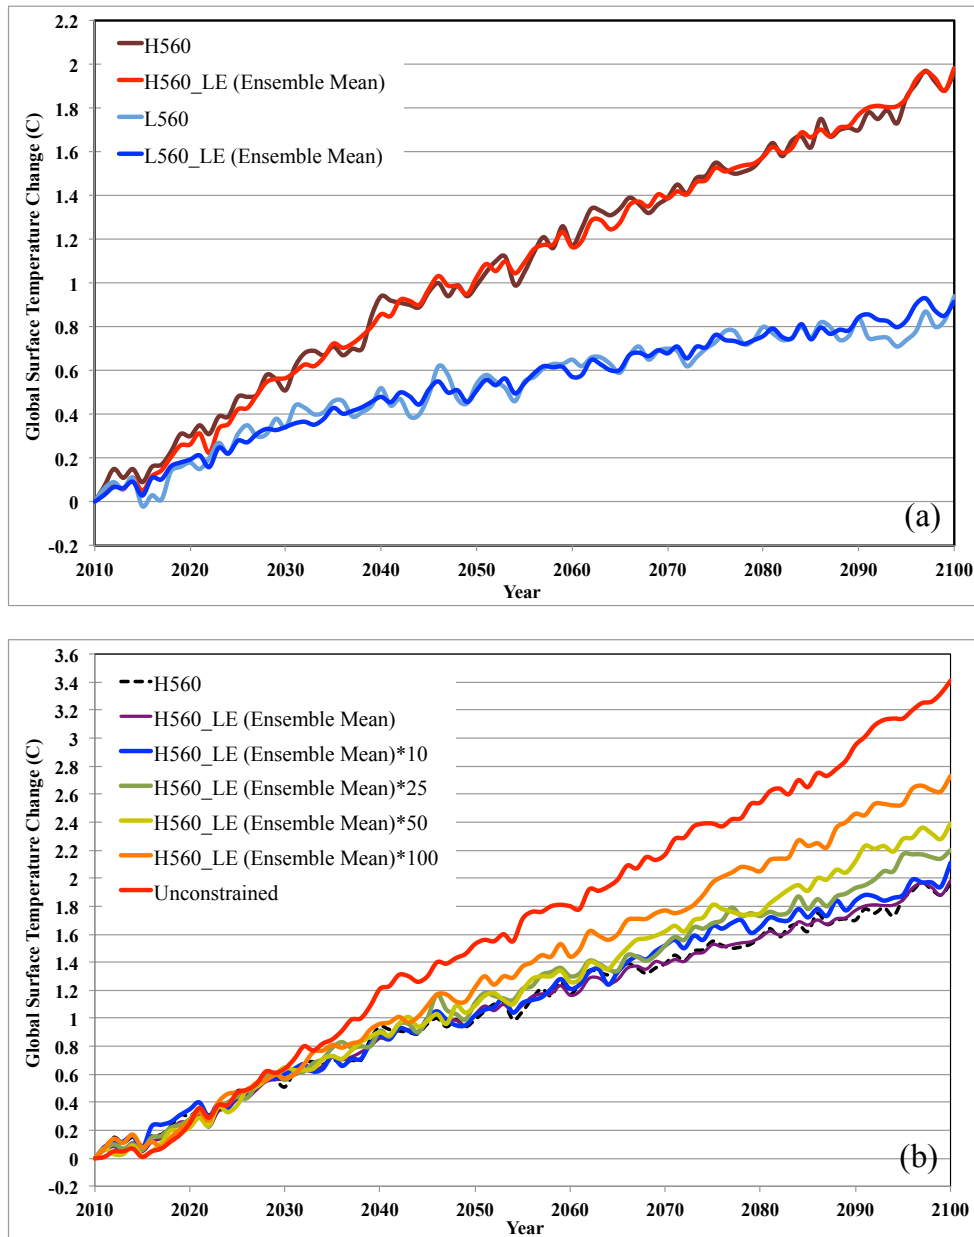 2.2
2
1.8
1.6
1.4
1.2
1
0.8
0.6
0.4
0.2
0
-0.2
Global Surface Temperature Change (C)
H560
H560_LE (Ensemble Mean)
L560
L560_LE (Ensemble Mean)
(a)
2010 2020 2030 2040 2050 2060 2070 2080 2090 2100
Year
3.6
3.4
3.2
3
2.8
2.6
2.4
2.2
2
1.8
1.6
1.4
1.2
1
0.8
0.6
0.4
0.2
0
-0.2
Global Surface Temperature Change (C)
H560
H560_LE (Ensemble Mean)
H560_LE (Ensemble Mean)*10
H560_LE (Ensemble Mean)*25
H560_LE (Ensemble Mean)*50
H560_LE (Ensemble Mean)*100
Unconstrained
(b)
2010 2020 2030 2040 2050 2060 2070 2080 2090 2100
Year